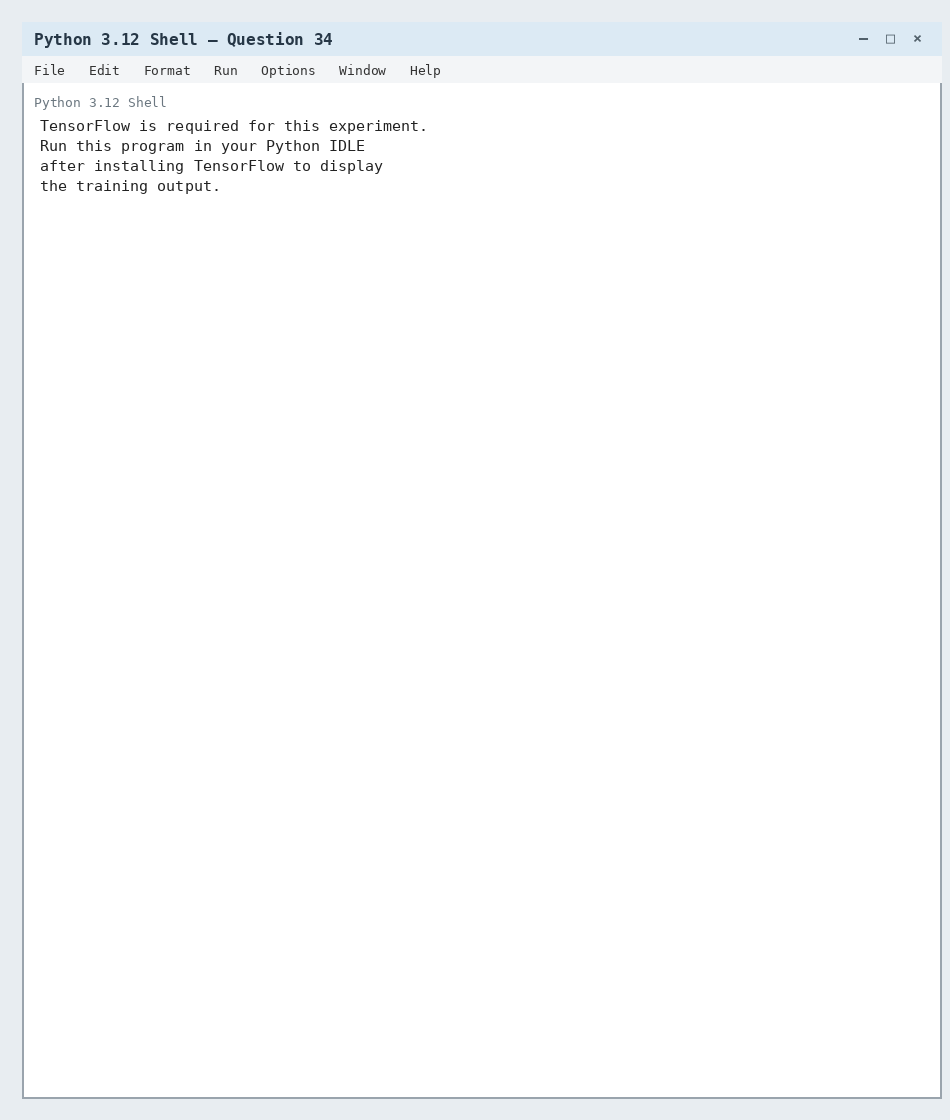 Python 3.12 Shell — Question 34
File Edit Format Run Options Window Help
Python 3.12 Shell
TensorFlow is required for this experiment.
Run this program in your Python IDLE
after installing TensorFlow to display
the training output.